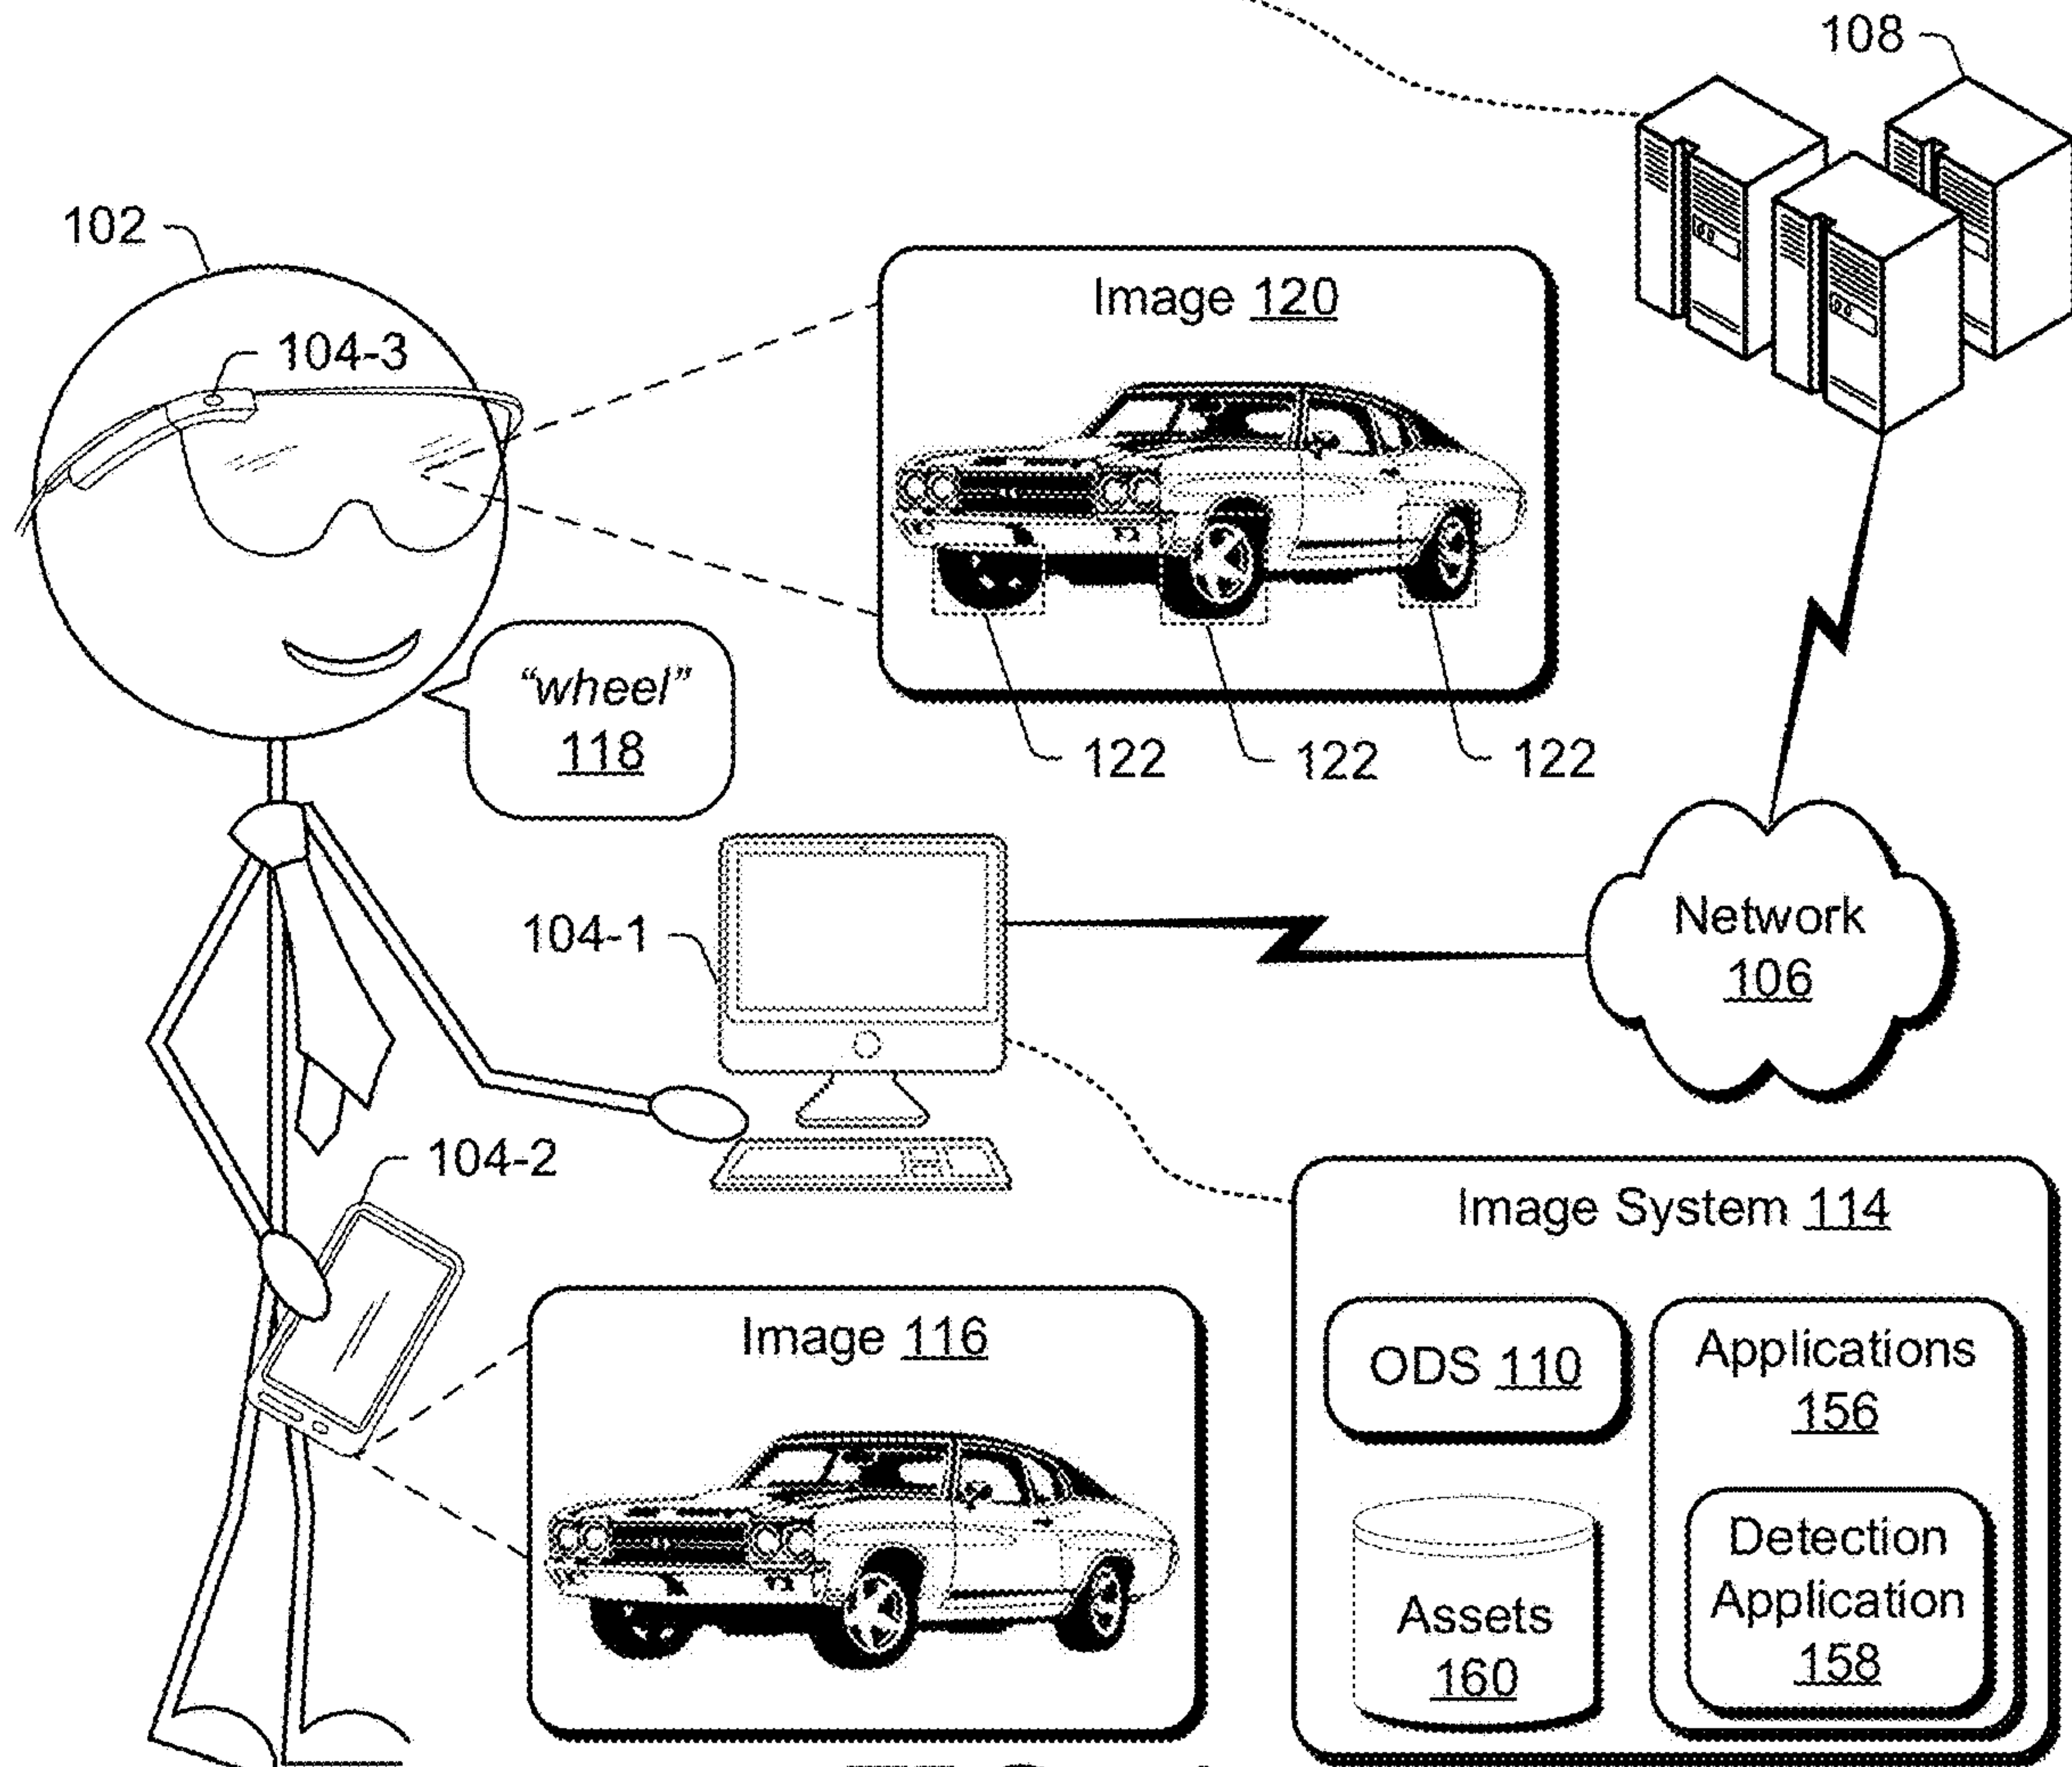 108
102
Image 120
104-3
"wheel"
118
122
122
122
104-1
Network
106
104-2
Image System 114
Image 116
ODS 110
Applications
156
Detection
Application
158
Assets
160